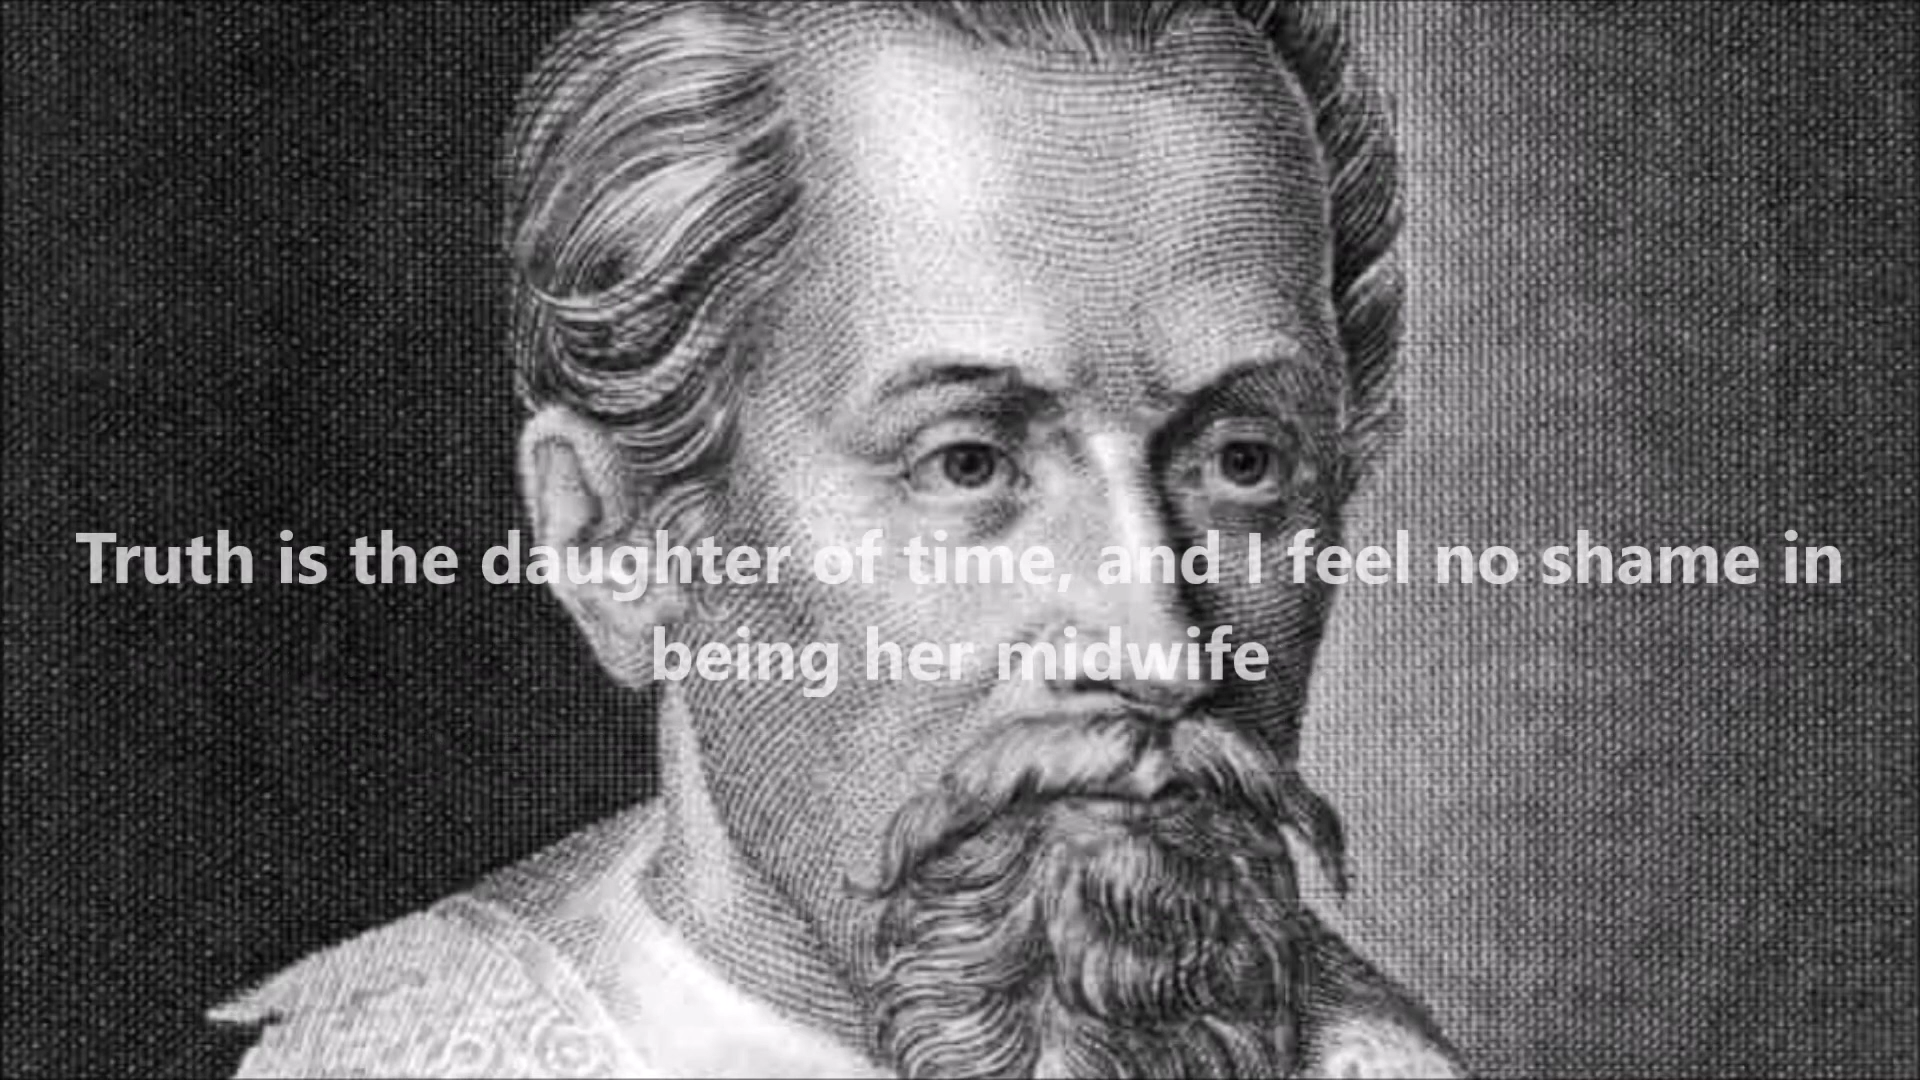 Truth is the daughter of time, and I feel no shame in
being her midwife